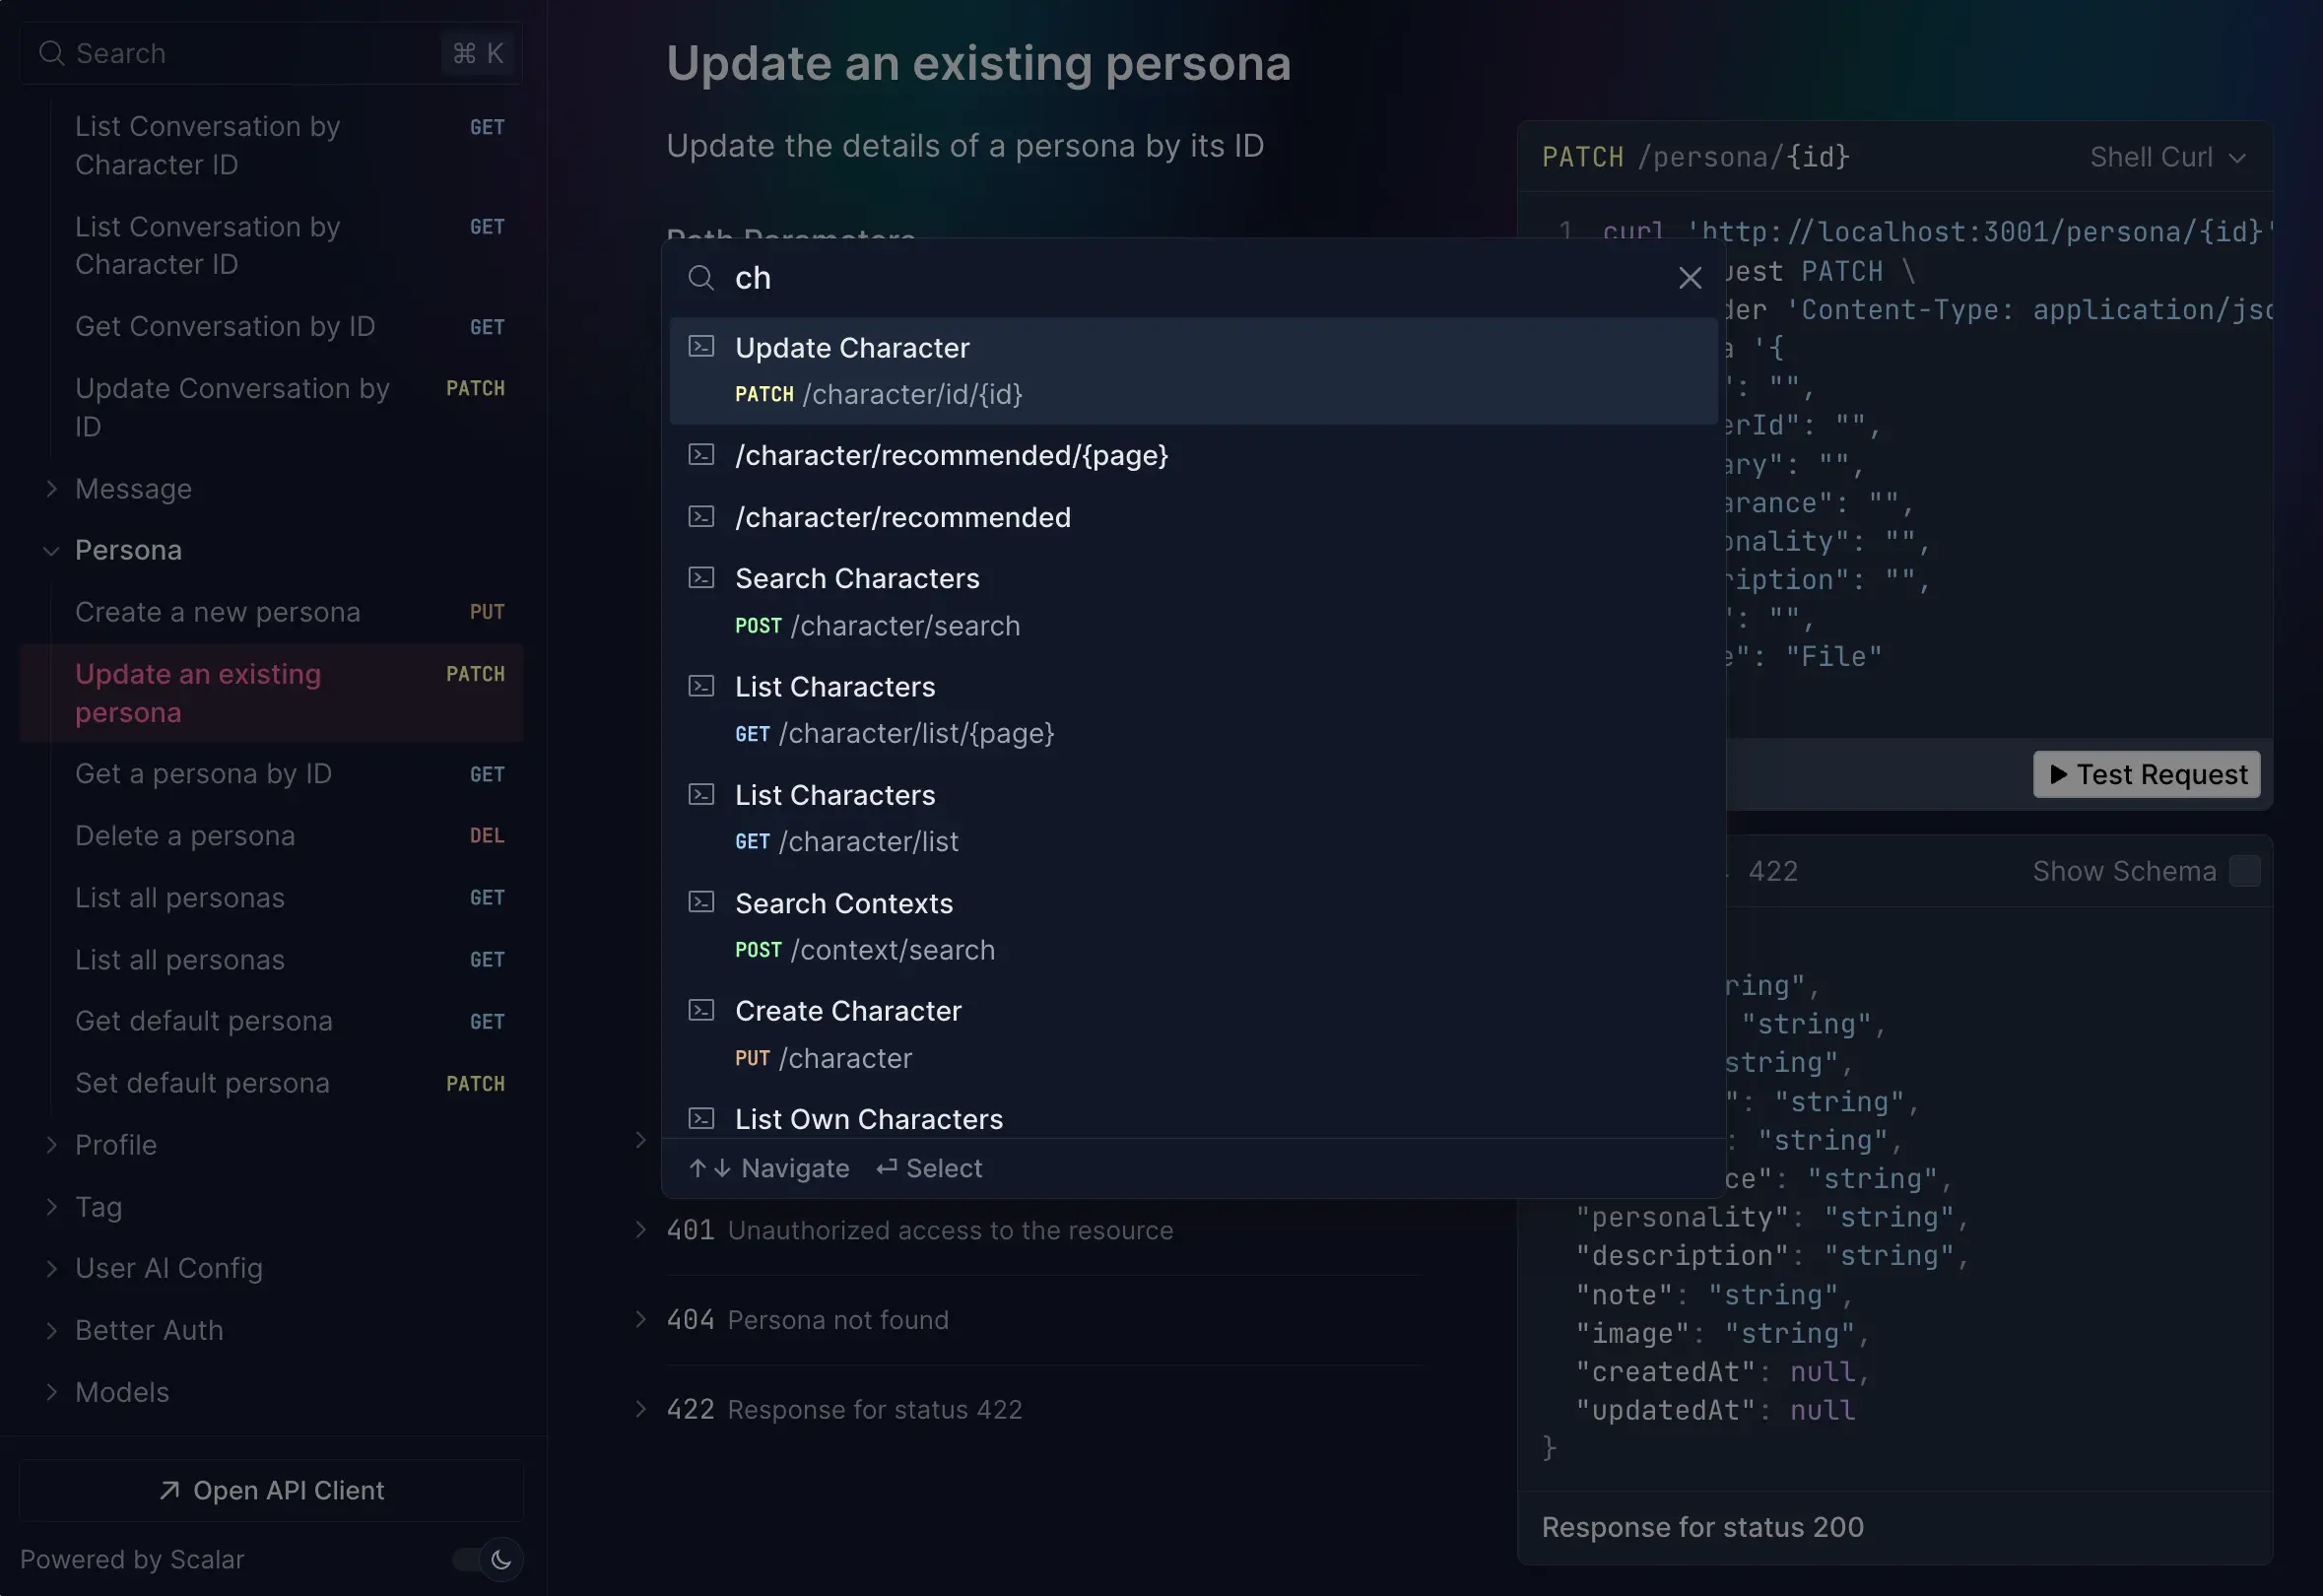 Search
⌘ K
List Conversation by
Character ID
GET
List Conversation by
Character ID
GET
Get Conversation by ID
GET
Update Conversation by
ID
PATCH
Message
Persona
Create a new persona
PUT
Update an existing
persona
PATCH
Get a persona by ID
GET
Delete a persona
DEL
List all personas
GET
List all personas
GET
Get default persona
GET
Set default persona
PATCH
Profile
Tag
User AI Config
Better Auth
Models
Open API Client
Powered by Scalar
Update an existing persona
Update the details of a persona by its ID
Path Parameters
ch
Update Character
PATCH /character/id/{id}
/character/recommended/{page}
/character/recommended
Search Characters
POST /character/search
List Characters
GET /character/list/{page}
List Characters
GET /character/list
Search Contexts
POST /context/search
Create Character
PUT /character
List Own Characters
↑ ↓ Navigate ↵ Select
401 Unauthorized access to the resource
404 Persona not found
422 Response for status 422
PATCH /persona/{id}
Shell Curl
1 curl 'http://localhost:3001/persona/{id}'
uest PATCH \
der 'Content-Type: application/jso
a '{
": "",
erId": "",
ary": "",
arance": "",
onality": "",
ription": "",
": "",
e": "File"
Test Request
422
Show Schema
ring",
"string",
string",
": "string",
: "string",
ce": "string",
"personality": "string",
"description": "string",
"note": "string",
"image": "string",
"createdAt": null,
"updatedAt": null
}
Response for status 200